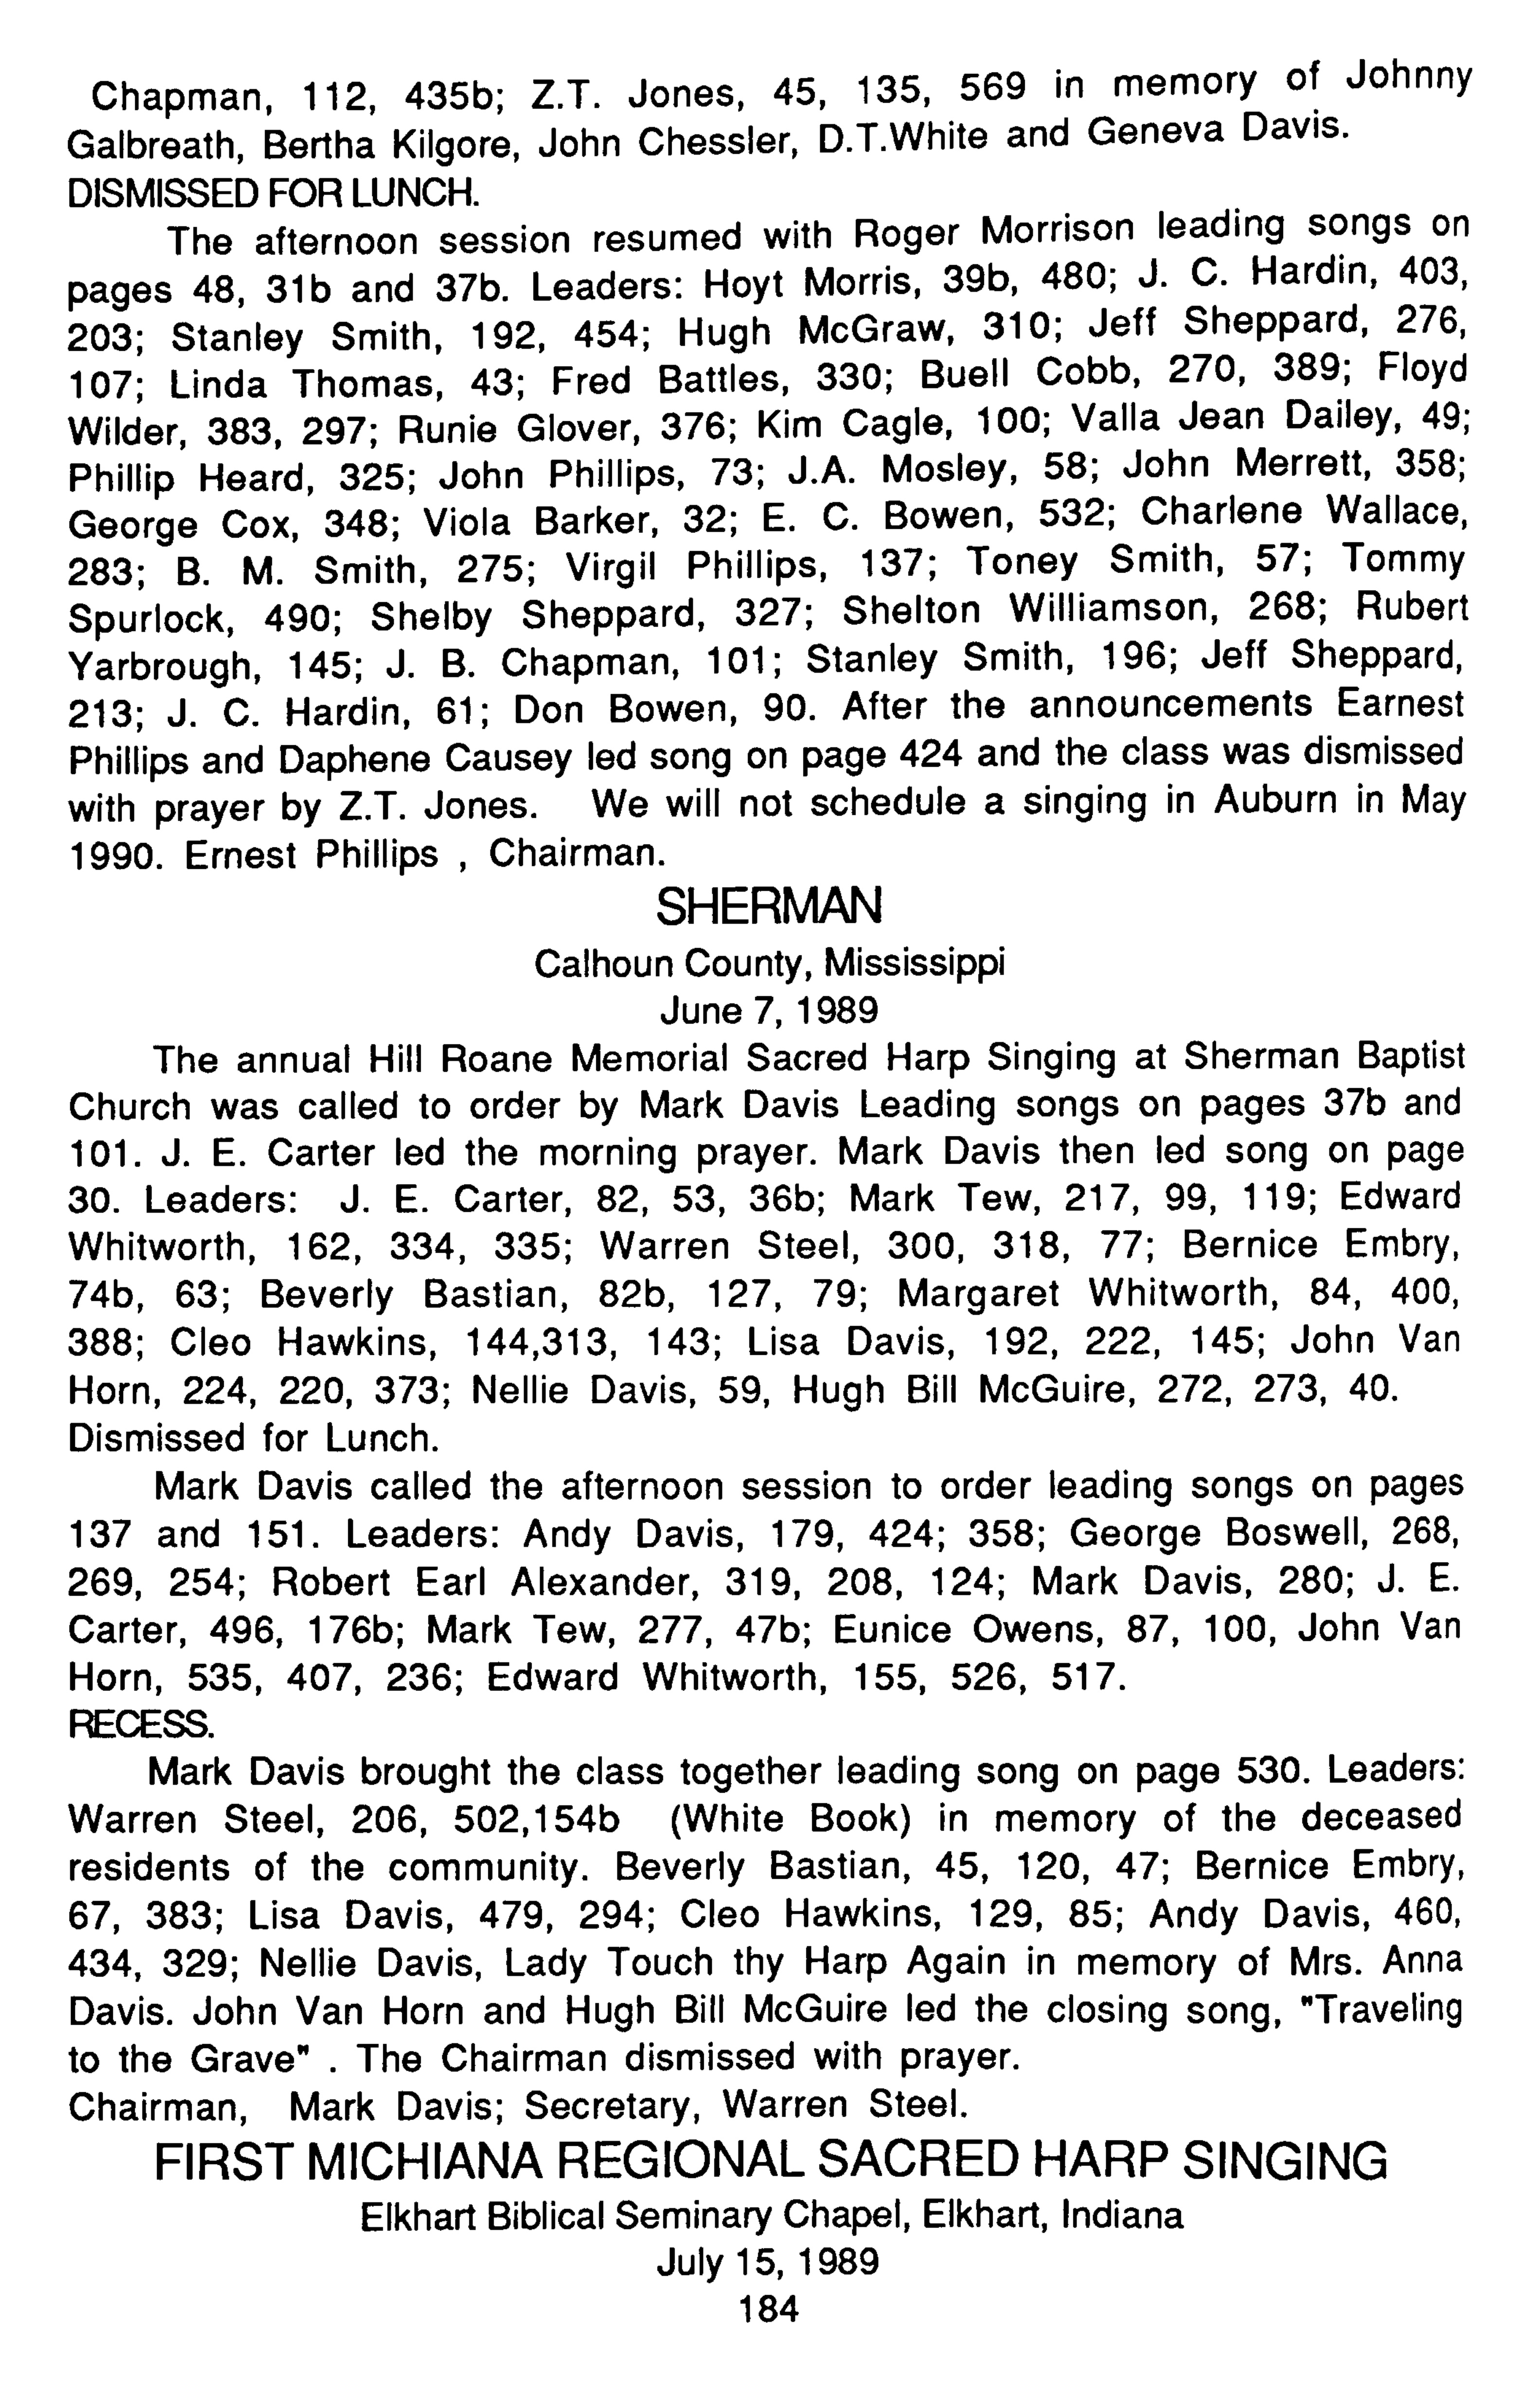 Chapman, 112, 435b; Z.T. Jones, 45, 135, 569 in memory of Johnny
Galbreath, Bertha Kilgore, John Chessler, D.T.White and Geneva Davis.
DISMISSED FOR LUNCH.
The afternoon session resumed with Roger Morrison leading songs on
pages 48, 31b and 37b. Leaders: Hoyt Morris, 39b, 480; J. C. Hardin, 403,
203; Stanley Smith, 192, 454; Hugh McGraw, 310; Jeff Sheppard, 276,
107; Linda Thomas, 43; Fred Battles, 330; Buell Cobb, 270, 389; Floyd
Wilder, 383, 297; Runie Glover, 376; Kim Cagle, 100; Valla Jean Dailey, 49;
Phillip Heard, 325; John Phillips, 73; J.A. Mosley, 58; John Merrett, 358;
George Cox, 348; Viola Barker, 32; E. C. Bowen, 532; Charlene Wallace,
283; B. M. Smith, 275; Virgil Phillips, 137; Toney Smith, 57; Tommy
Spurlock, 490; Shelby Sheppard, 327; Shelton Williamson, 268; Rubert
Yarbrough, 145; J. B. Chapman, 101; Stanley Smith, 196; Jeff Sheppard,
213; J. C. Hardin, 61; Don Bowen, 90. After the announcements Earnest
Phillips and Daphene Causey led song on page 424 and the class was dismissed
with prayer by Z.T. Jones. We will not schedule a singing in Auburn in May
1990. Ernest Phillips , Chairman.
SHERMAN
Calhoun County, Mississippi
June 7, 1989
The annual Hill Roane Memorial Sacred Harp Singing at Sherman Baptist
Church was called to order by Mark Davis Leading songs on pages 37b and
101. J. E. Carter led the morning prayer. Mark Davis then led song on page
30. Leaders: J. E. Carter, 82, 53, 36b; Mark Tew, 217, 99, 119; Edward
Whitworth, 162, 334, 335; Warren Steel, 300, 318, 77; Bernice Embry,
74b, 63; Beverly Bastian, 82b, 127, 79; Margaret Whitworth, 84, 400,
388; Cleo Hawkins, 144,313, 143; Lisa Davis, 192, 222, 145; John Van
Horn, 224, 220, 373; Nellie Davis, 59, Hugh Bill McGuire, 272, 273, 40.
Dismissed for Lunch.
Mark Davis called the afternoon session to order leading songs on pages
137 and 151. Leaders: Andy Davis, 179, 424; 358; George Boswell, 268,
269, 254; Robert Earl Alexander, 319, 208, 124; Mark Davis, 280; J. E.
Carter, 496, 176b; Mark Tew, 277, 47b; Eunice Owens, 87, 100, John Van
Horn, 535, 407, 236; Edward Whitworth, 155, 526, 517.
RECESS.
Mark Davis brought the class together leading song on page 530. Leaders:
Warren Steel, 206, 502,154b (White Book) in memory of the deceased
residents of the community. Beverly Bastian, 45, 120, 47; Bernice Embry,
67, 383; Lisa Davis, 479, 294; Cleo Hawkins, 129, 85; Andy Davis, 460,
434, 329; Nellie Davis, Lady Touch thy Harp Again in memory of Mrs. Anna
Davis. John Van Horn and Hugh Bill McGuire led the closing song, "Traveling
to the Grave" . The Chairman dismissed with prayer.
Chairman, Mark Davis; Secretary, Warren Steel.
FIRST MICHIANA REGIONAL SACRED HARP SINGING
Elkhart Biblical Seminary Chapel, Elkhart, Indiana
July 15, 1989
184